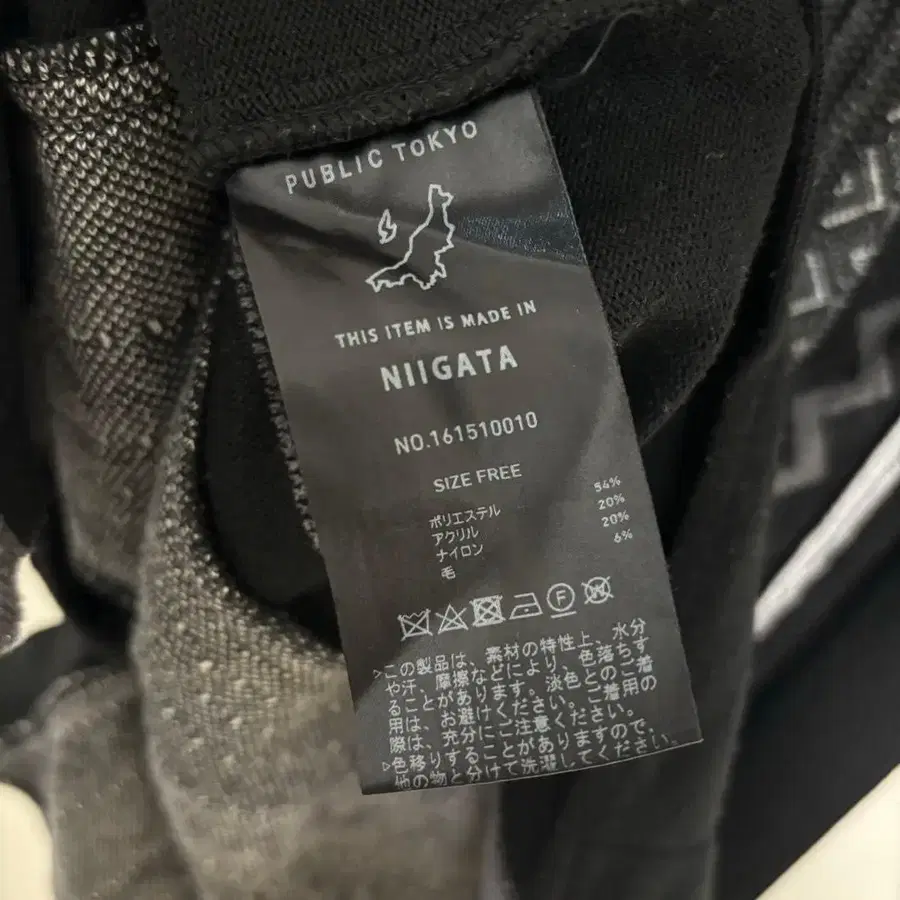 PUBLIC TOKYO
THIS ITEM IS MADE IN
NIIGATA
NO.161510010
SIZE FREE
ポリエステル 54%
アクリル 20%
ナイロン 20%
毛 6%
F W
▷この製品は、素材の特性上、水分
や汗、摩擦などにより、色落ちす
ることがあります。淡色とのご着
用は、お避けください。ご着用の
際は、充分にご注意ください。
▷色移りすることがありますので、
他の物と分けて洗濯してください。